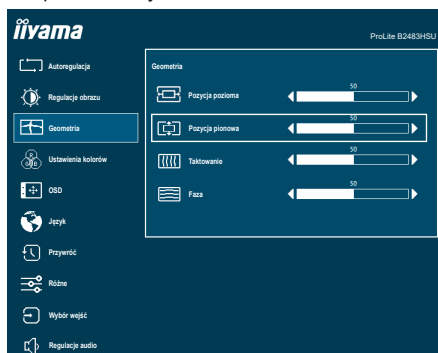 iiyama
ProLite B2483HSU
Autoregulacja
Regulacje obrazu
Geometria
Ustawienia kolorów
OSD
Język
Przywróć
Różne
Wybór wejść
Regulacje audio
Geometria
Pozycja pozioma
50
Pozycja pionowa
50
Taktowanie
50
Faza
50